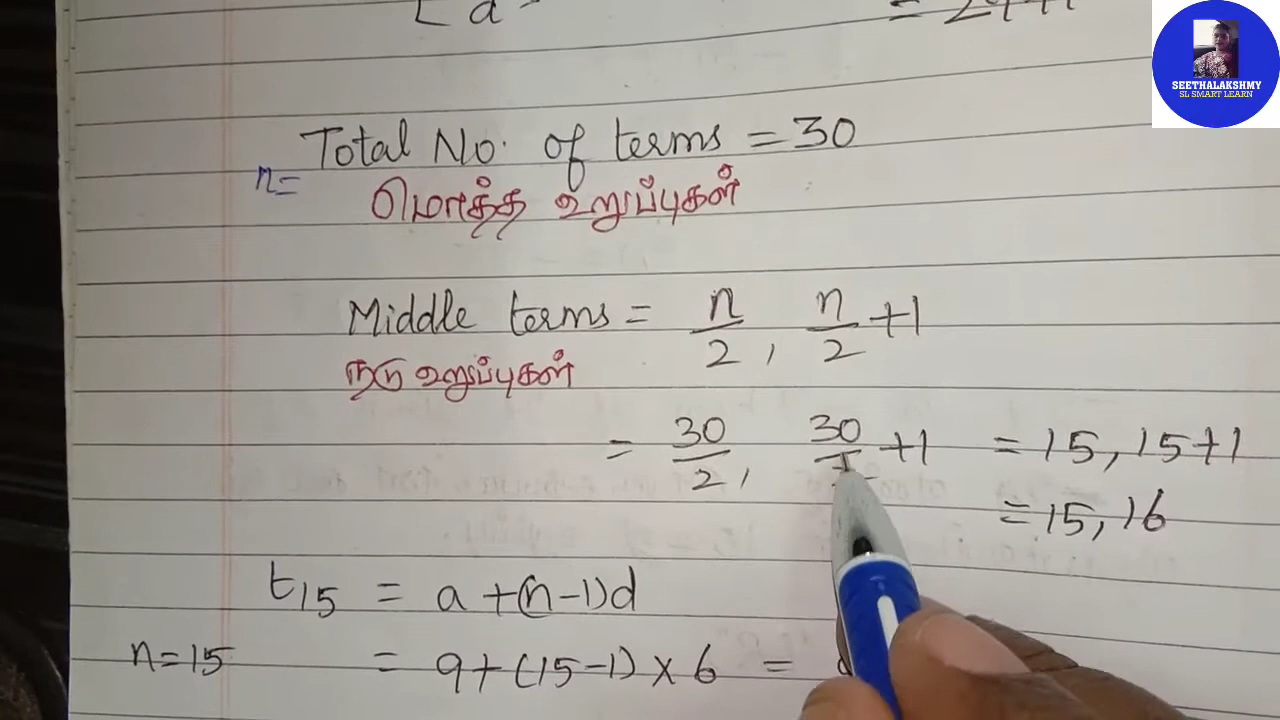 SEETHALAKSHMY
SL SMART LEARN
Total No. of terms = 30
n=
மொத்த உறுப்புகள்
Middle terms = n/2, n/2 +1
நடு உறுப்புகள்
= 30/2, 30/ +1 = 15, 15+1
= 15, 16
t15 = a+(n-1)d
n=15 = 9+(15-1)×6 =